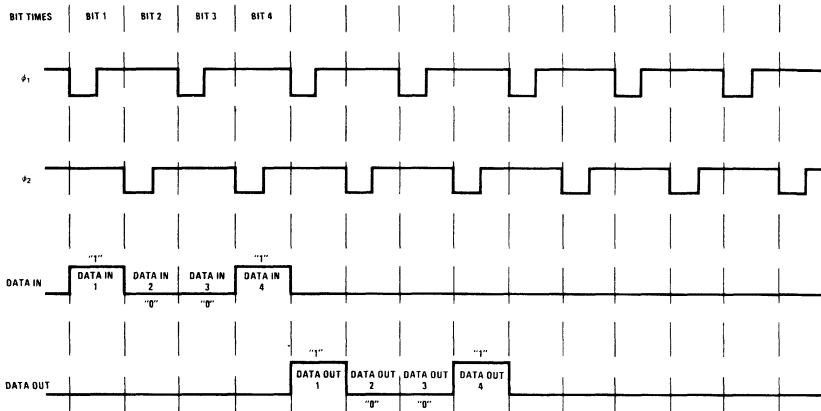 BIT TIMES BIT 1 BIT 2 BIT 3 BIT 4
ϕ1
ϕ2
"1" "1"
DATA IN DATA IN 1 DATA IN 2 DATA IN 3 DATA IN 4
"0" "0"
"1" "1"
DATA OUT DATA OUT 1 DATA OUT 2 DATA OUT 3 DATA OUT 4
"0" "0"